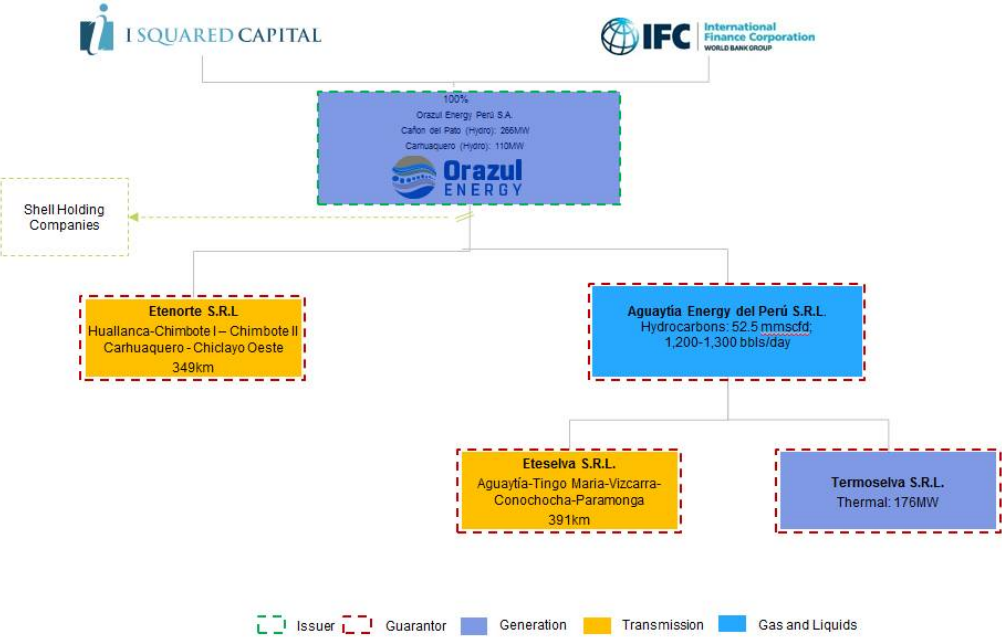 I SQUARED CAPITAL
IFC
International
Finance Corporation
WORLD BANK GROUP
100%
Orazul Energy Perú S.A.
Cañon del Pato (Hydro): 266MW
Carhuaquero (Hydro): 110MW
Orazul
ENERGY
Shell Holding
Companies
Etenorte S.R.L
Huallanca-Chimbote I – Chimbote II
Carhuaquero - Chiclayo Oeste
349km
Aguaytía Energy del Perú S.R.L.
Hydrocarbons: 52.5 mmscfd;
1,200-1,300 bbls/day
Eteselva S.R.L.
Aguaytía-Tingo Maria-Vizcarra-
Conochocha-Paramonga
391km
Termoselva S.R.L.
Thermal: 176MW
Issuer
Guarantor
Generation
Transmission
Gas and Liquids